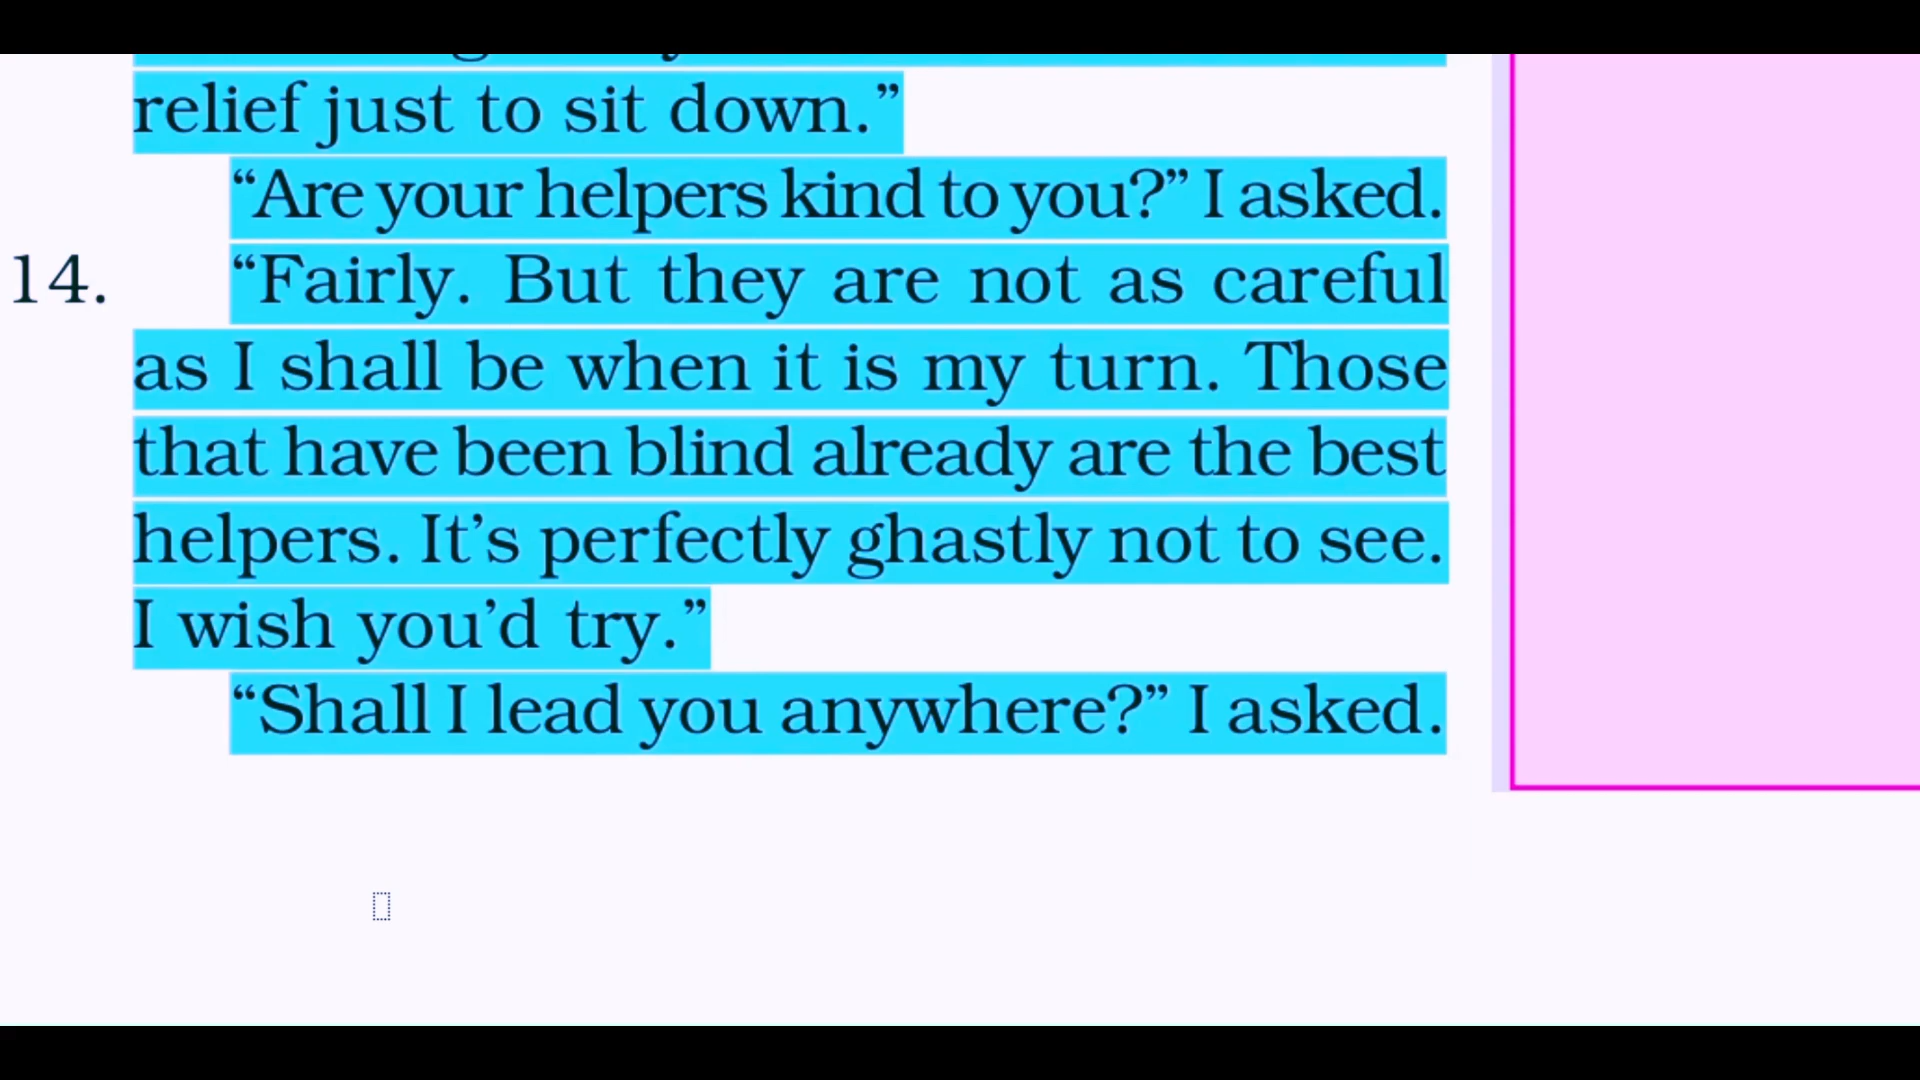 relief just to sit down.”
“Are your helpers kind to you?” I asked.
14. “Fairly. But they are not as careful
as I shall be when it is my turn. Those
that have been blind already are the best
helpers. It’s perfectly ghastly not to see.
I wish you’d try.”
“Shall I lead you anywhere?” I asked.